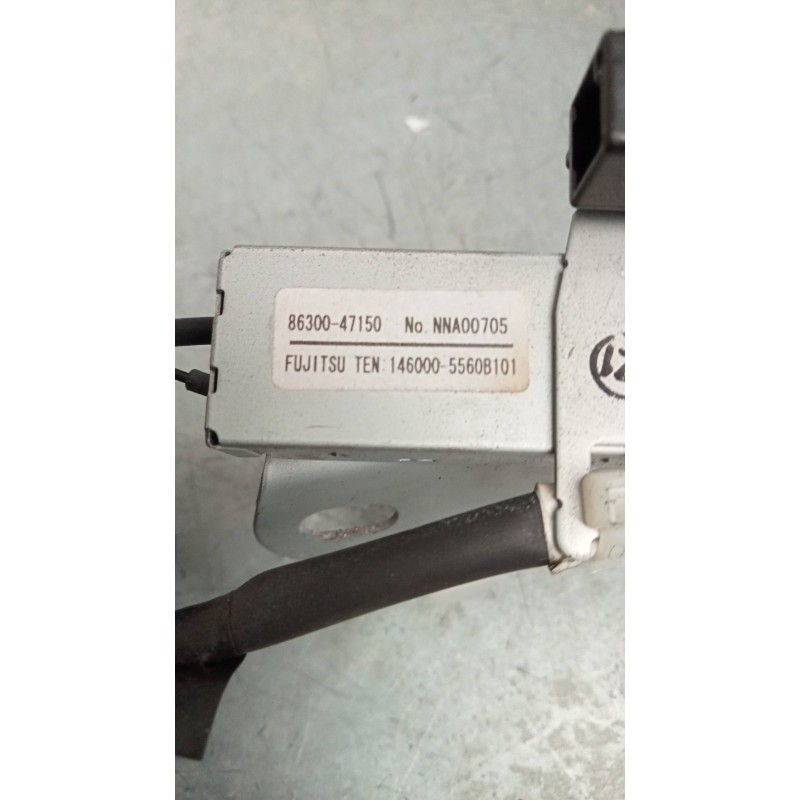 86300-47150 No. NNA00705
FUJITSU TEN 146000-5560B101